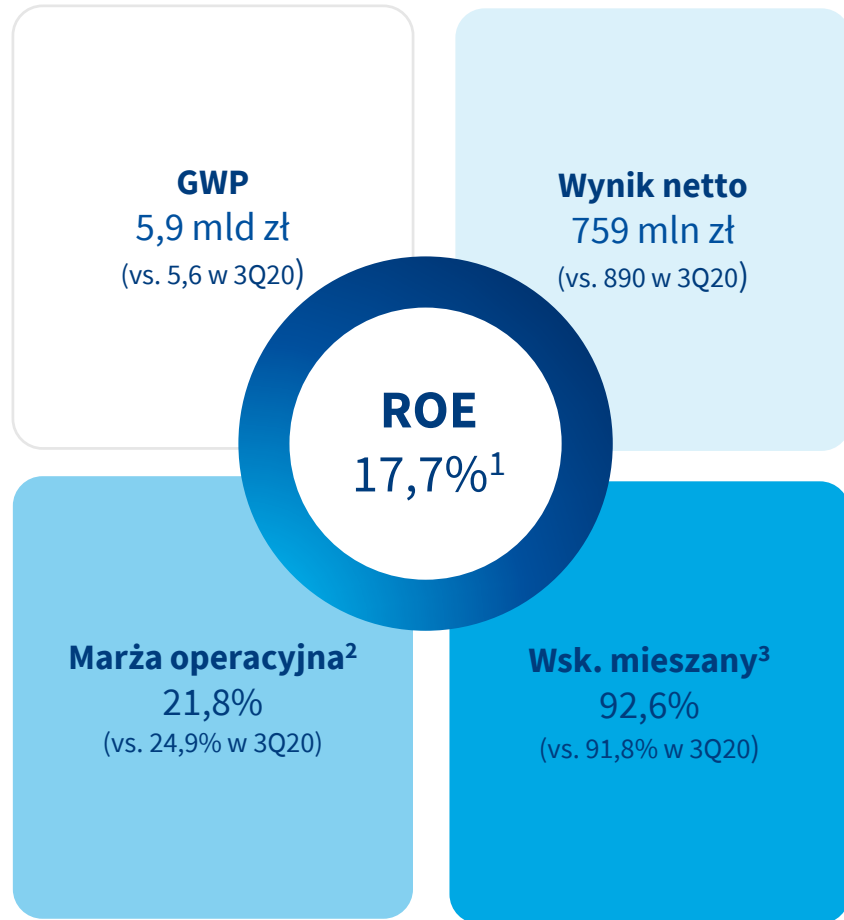 GWP
5,9 mld zł
(vs. 5,6 w 3Q20)
Wynik netto
759 mln zł
(vs. 890 w 3Q20)
ROE
17,7%¹
Marża operacyjna²
21,8%
(vs. 24,9% w 3Q20)
Wsk. mieszany³
92,6%
(vs. 91,8% w 3Q20)